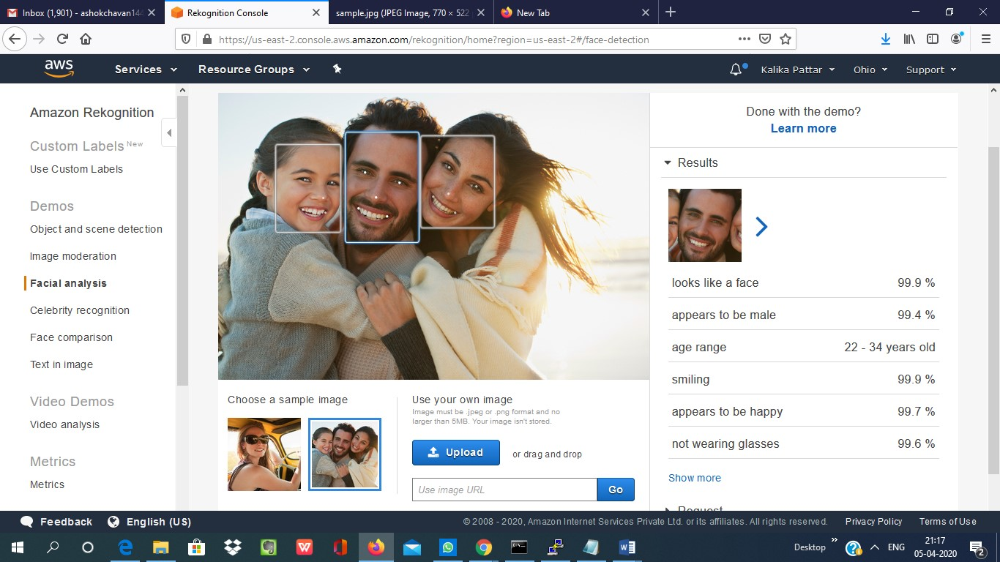 Inbox (1,901) - ashokchavan144
Rekognition Console
sample.jpg (JPEG Image, 770 × 522
New Tab
https://us-east-2.console.aws.amazon.com/rekognition/home?region=us-east-2#/face-detection
aws
Services
Resource Groups
Kalika Pattar
Ohio
Support
Amazon Rekognition
Custom Labels New
Use Custom Labels
Demos
Object and scene detection
Image moderation
Facial analysis
Celebrity recognition
Face comparison
Text in image
Video Demos
Video analysis
Metrics
Metrics
Choose a sample image
Use your own image
Image must be .jpeg or .png format and no
larger than 5MB. Your image isn't stored.
Upload
or drag and drop
Use image URL
Go
Done with the demo?
Learn more
Results
looks like a face 99.9 %
appears to be male 99.4 %
age range 22 - 34 years old
smiling 99.9 %
appears to be happy 99.7 %
not wearing glasses 99.6 %
Show more
Request
Feedback
English (US)
© 2008 - 2020, Amazon Internet Services Private Ltd. or its affiliates. All rights reserved.
Privacy Policy
Terms of Use
Desktop
ENG
21:17
05-04-2020
2